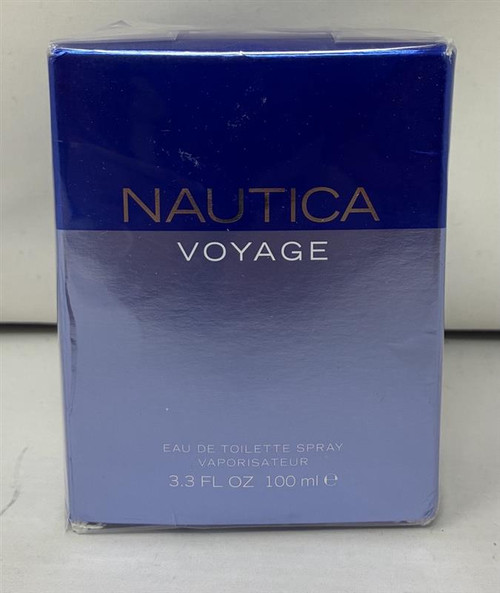 NAUTICA
VOYAGE
EAU DE TOILETTE SPRAY
VAPORISATEUR
3.3 FL OZ 100 ml ℮